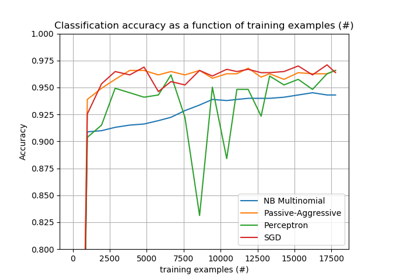 Classification accuracy as a function of training examples (#)
1.000
0.975
0.950
0.925
0.900
0.875
0.850
0.825
0.800
Accuracy
NB Multinomial
Passive-Aggressive
Perceptron
SGD
0 2500 5000 7500 10000 12500 15000 17500
training examples (#)